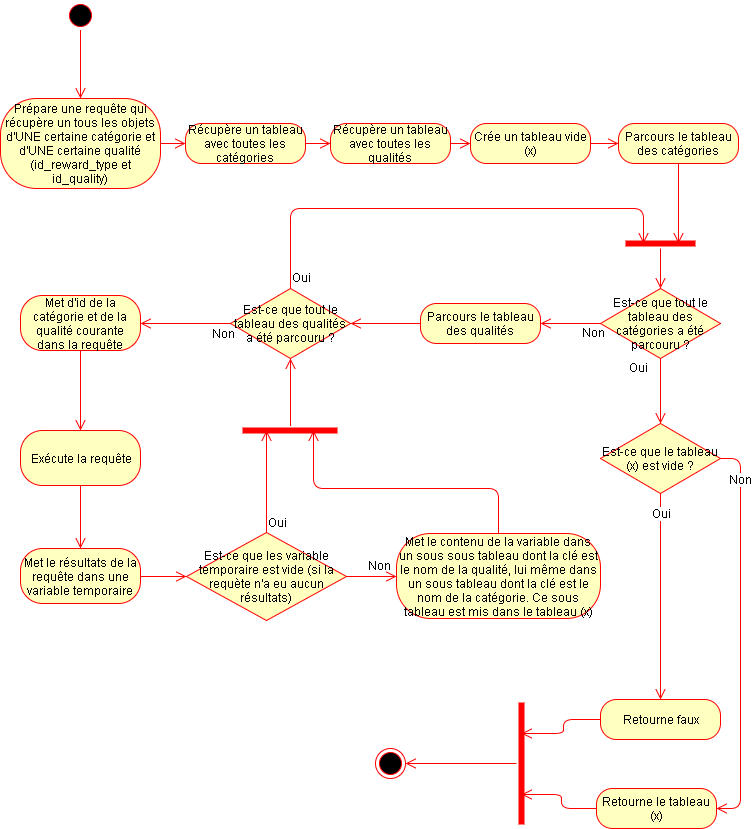 Prépare une requête qui
récupère un tous les objets
d'UNE certaine catégorie et
d'UNE certaine qualité
(id_reward_type et
id_quality)
Récupère un tableau
avec toutes les
catégories
Récupère un tableau
avec toutes les
qualités
Crée un tableau vide
(x)
Parcours le tableau
des catégories
Oui
Est-ce que tout le
tableau des
catégories a été
parcouru ?
Non
Oui
Parcours le tableau
des qualités
Est-ce que tout le
tableau des qualités
a été parcouru ?
Non
Met d'id de la
catégorie et de la
qualité courante
dans la requête
Exécute la requête
Met le résultats de la
requête dans une
variable temporaire
Est-ce que les variable
temporaire est vide (si la
requète n'a eu aucun
résultats)
Oui
Non
Met le contenu de la variable dans
un sous sous tableau dont la clé est
le nom de la qualité, lui même dans
un sous tableau dont la clé est le
nom de la catégorie. Ce sous
tableau est mis dans le tableau (x)
Est-ce que le tableau
(x) est vide ?
Non
Oui
Retourne faux
Retourne le tableau
(x)